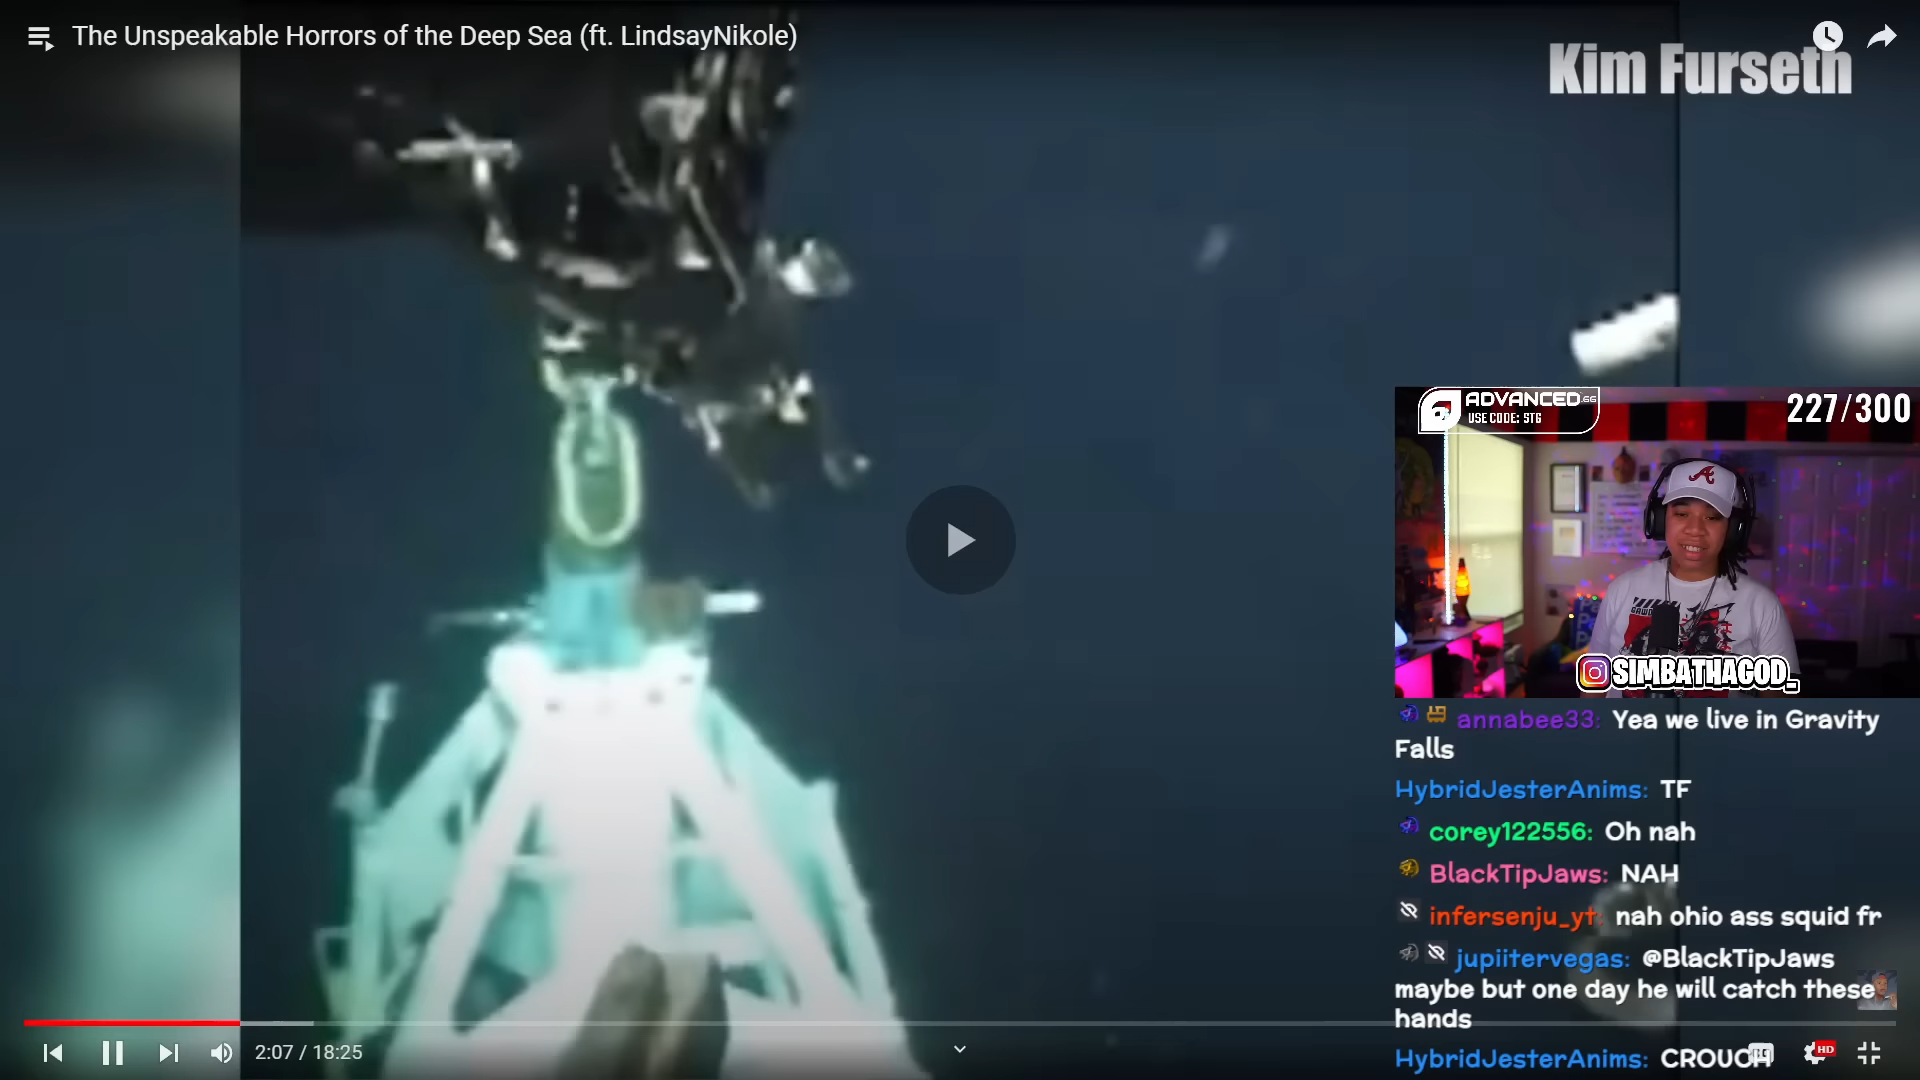 The Unspeakable Horrors of the Deep Sea (ft. LindsayNikole)
Kim Furseth
ADVANCED.GG
USE CODE: STG
227/300
SIMBATHAGOD_
annabee33: Yea we live in Gravity
Falls
HybridJesterAnims: TF
corey122556: Oh nah
BlackTipJaws: NAH
infersenju_yt: nah ohio ass squid fr
jupiitervegas: @BlackTipJaws
maybe but one day he will catch these
hands
HybridJesterAnims: CROUCH
2:07 / 18:25
HD